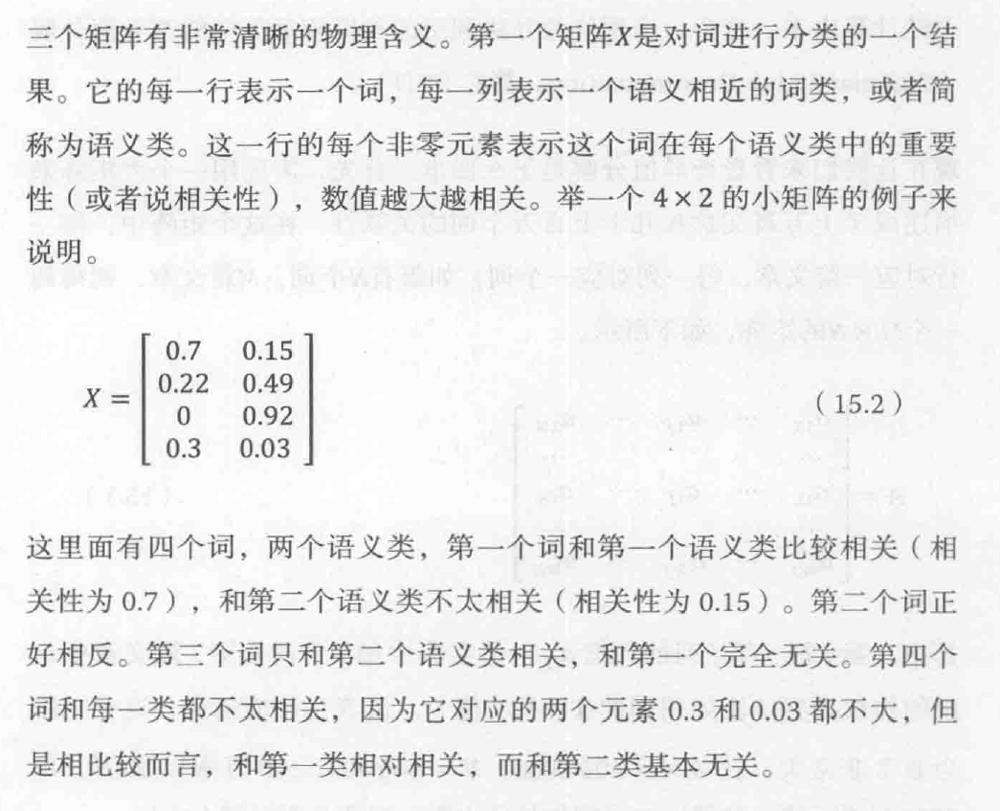 三个矩阵有非常清晰的物理含义。第一个矩阵X是对词进行分类的一个结
果。它的每一行表示一个词，每一列表示一个语义相近的词类，或者简
称为语义类。这一行的每个非零元素表示这个词在每个语义类中的重要
性（或者说相关性），数值越大越相关。举一个 4×2 的小矩阵的例子来
说明。
0.7 0.15
0.22 0.49
X =
（15.2）
0 0.92
0.3 0.03
这里面有四个词，两个语义类，第一个词和第一个语义类比较相关（相
关性为 0.7），和第二个语义类不太相关（相关性为 0.15）。第二个词正
好相反。第三个词只和第二个语义类相关，和第一个完全无关。第四个
词和每一类都不太相关，因为它对应的两个元素 0.3 和 0.03 都不大，但
是相比较而言，和第一类相对相关，而和第二类基本无关。